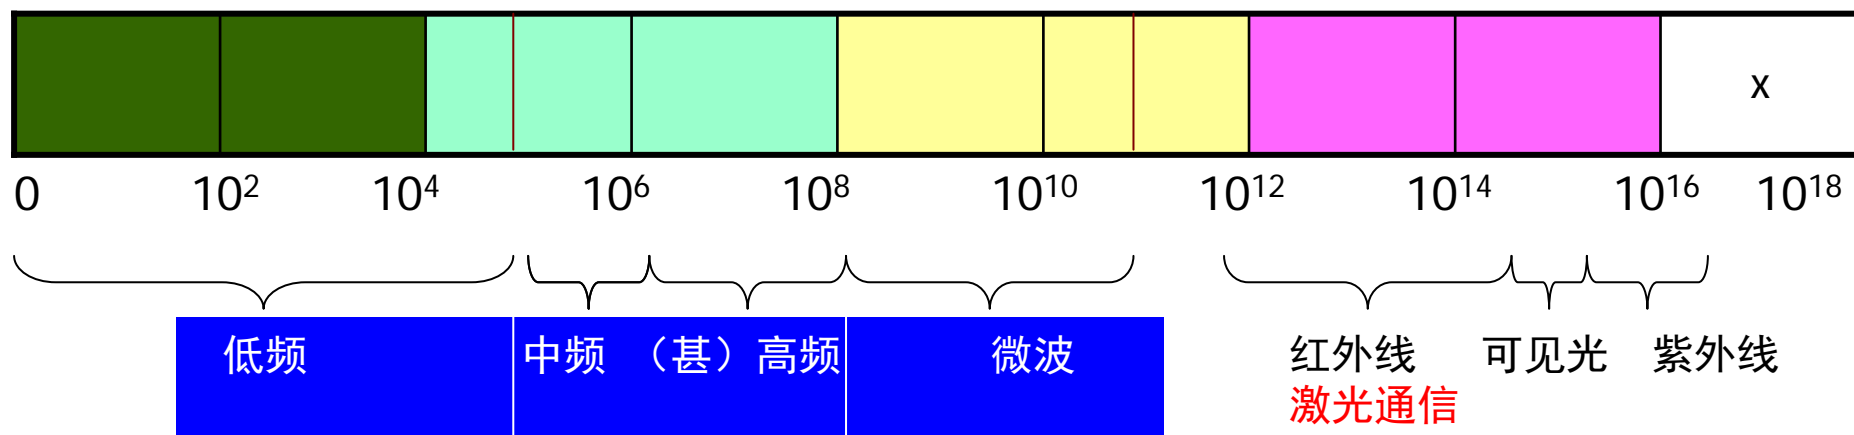 x
0 10² 10⁴ 10⁶ 10⁸ 10¹⁰ 10¹² 10¹⁴ 10¹⁶ 10¹⁸
低频 中频 （甚）高频 微波 红外线 可见光 紫外线
激光通信